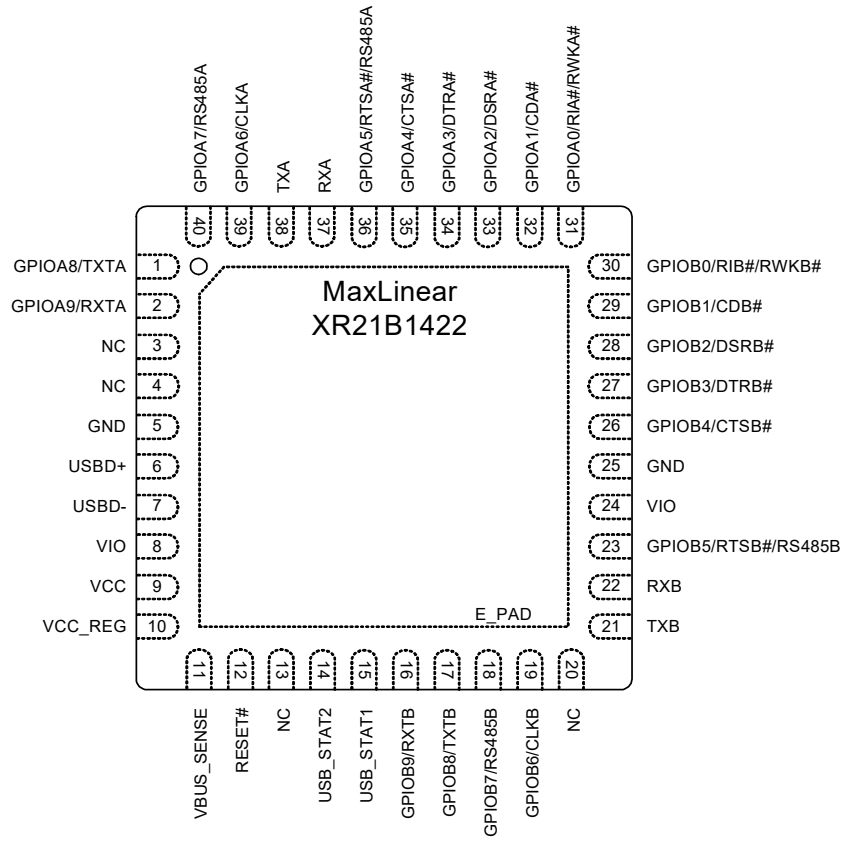 GPIOA7/RS485A
GPIOA6/CLKA
TXA
RXA
GPIOA5/RTSA#/RS485A
GPIOA4/CTSA#
GPIOA3/DTRA#
GPIOA2/DSRA#
GPIOA1/CDA#
GPIOA0/RIA#/RWKA#
40
39
38
37
36
35
34
33
32
31
MaxLinear
XR21B1422
GPIOA8/TXTA 1
GPIOA9/RXTA 2
NC 3
NC 4
GND 5
USBD+ 6
USBD- 7
VIO 8
VCC 9
VCC_REG 10
30 GPIOB0/RIB#/RWKB#
29 GPIOB1/CDB#
28 GPIOB2/DSRB#
27 GPIOB3/DTRB#
26 GPIOB4/CTSB#
25 GND
24 VIO
23 GPIOB5/RTSB#/RS485B
22 RXB
21 TXB
E_PAD
11
12
13
14
15
16
17
18
19
20
VBUS_SENSE
RESET#
NC
USB_STAT2
USB_STAT1
GPIOB9/RXTB
GPIOB8/TXTB
GPIOB7/RS485B
GPIOB6/CLKB
NC